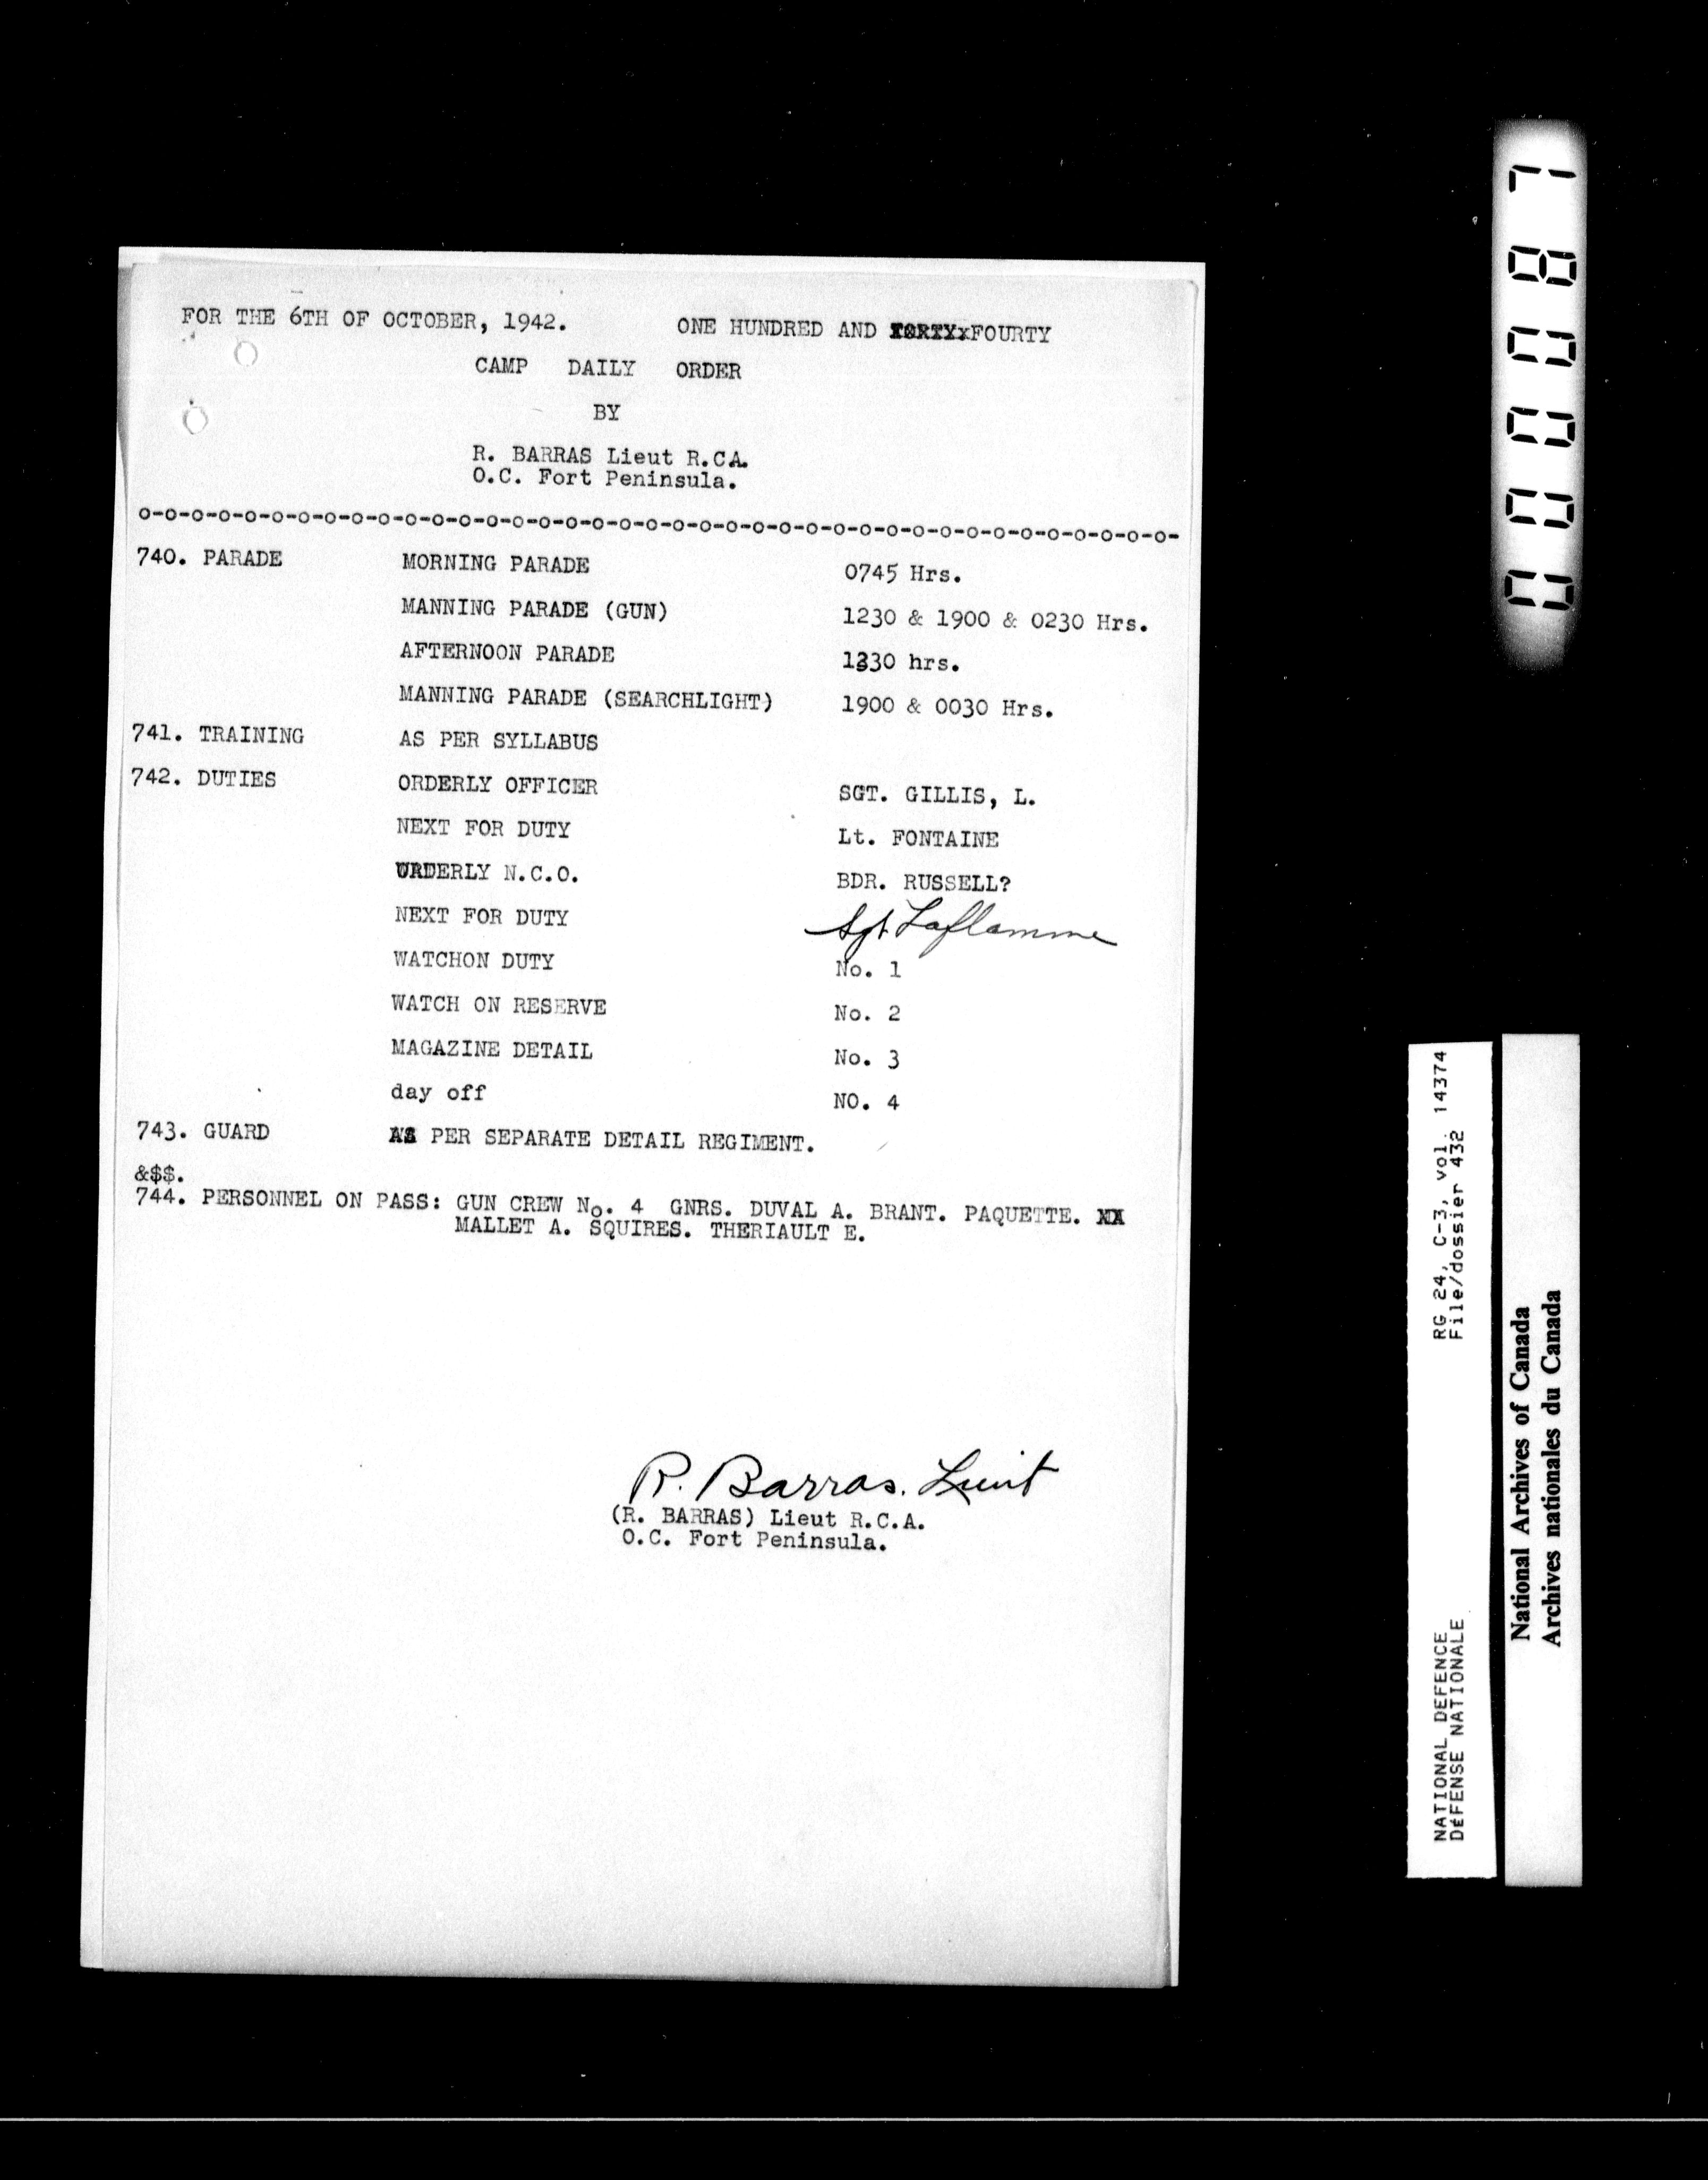 FOR THE 6TH OF OCTOBER, 1942. ONE HUNDRED AND FORTYxFOURTY
CAMP DAILY ORDER
BY
R. BARRAS Lieut R.CA.
O.C. Fort Peninsula.
o-o-o-o-o-o-o-o-o-o-o-o-o-o-o-o-o-o-o-o-o-o-o-o-o-o-o-o-o-o-o-o-o-o-o-o-o-o-o-
740. PARADE MORNING PARADE 0745 Hrs.
MANNING PARADE (GUN) 1230 & 1900 & 0230 Hrs.
AFTERNOON PARADE 1330 hrs.
MANNING PARADE (SEARCHLIGHT) 1900 & 0030 Hrs.
741. TRAINING AS PER SYLLABUS
742. DUTIES ORDERLY OFFICER SGT. GILLIS, L.
NEXT FOR DUTY Lt. FONTAINE
ORDERLY N.C.O. BDR. RUSSELL?
NEXT FOR DUTY Sgt Laflamme
WATCHON DUTY No. 1
WATCH ON RESERVE No. 2
MAGAZINE DETAIL No. 3
day off NO. 4
743. GUARD AS PER SEPARATE DETAIL REGIMENT.
&$$.
744. PERSONNEL ON PASS: GUN CREW No. 4 GNRS. DUVAL A. BRANT. PAQUETTE. XX
MALLET A. SQUIRES. THERIAULT E.
R. Barras. Lieut
(R. BARRAS) Lieut R.C.A.
O.C. Fort Peninsula.
000087
NATIONAL DEFENCE RG 24, C-3, vol. 14374
DéFENSE NATIONALE File/dossier 432
National Archives of Canada
Archives nationales du Canada